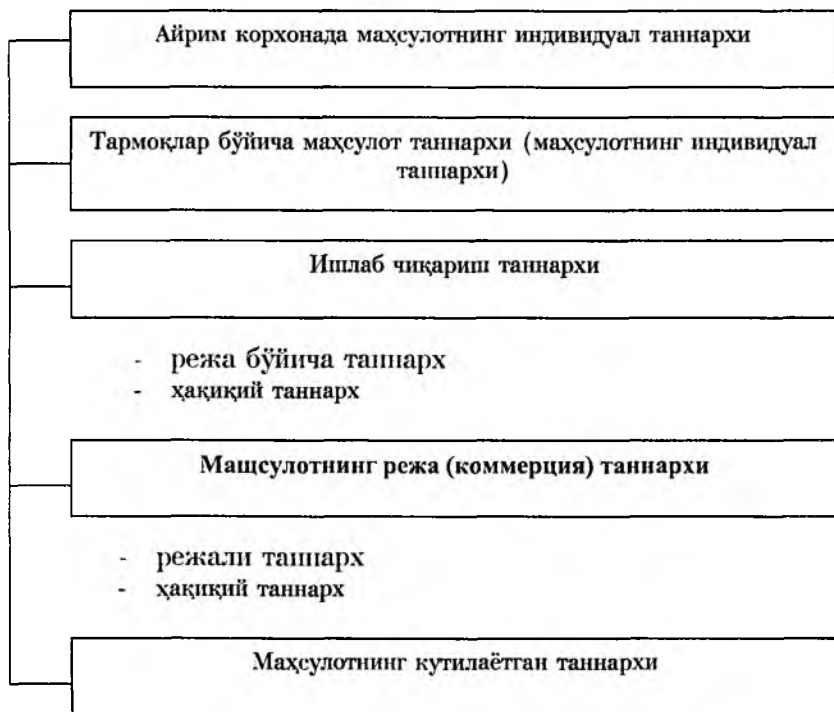 Айрим корхонада маҳсулотнинг индивидуал таннархи
Тармоқлар бўйича маҳсулот таннархи (маҳсулотнинг индивидуал
таннархи)
Ишлаб чиқариш таннархи
- режа бўйича таннарх
- ҳақиқий таннарх
Мащсулотнинг режа (коммерция) таннархи
- режали таннарх
- ҳақиқий таннарх
Маҳсулотнинг кутилаётган таннархи